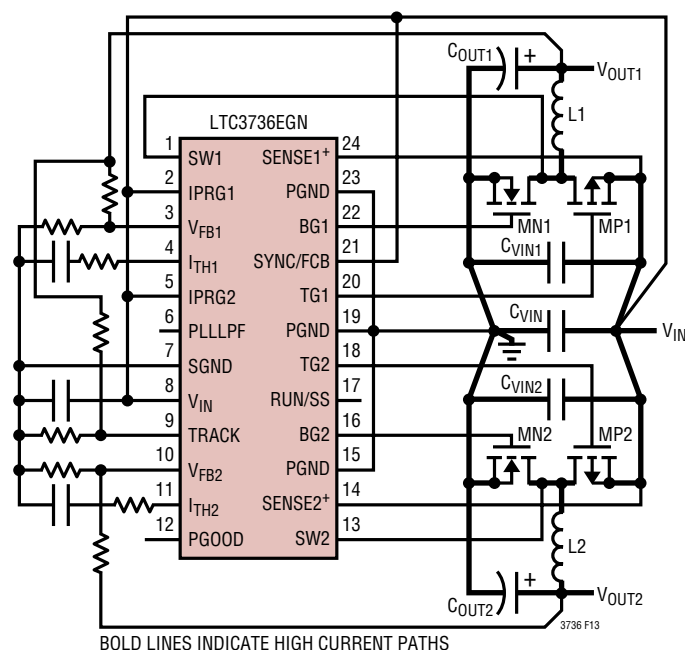 COUT1
+
VOUT1
L1
LTC3736EGN
1 SW1 SENSE1+ 24
2 IPRG1 PGND 23
3 VFB1 BG1 22
4 ITH1 SYNC/FCB 21
5 IPRG2 TG1 20
6 PLLLPF PGND 19
7 SGND TG2 18
8 VIN RUN/SS 17
9 TRACK BG2 16
10 VFB2 PGND 15
11 ITH2 SENSE2+ 14
12 PGOOD SW2 13
MN1 MP1
CVIN1
CVIN
VIN
CVIN2
MN2 MP2
L2
COUT2
+
VOUT2
3736 F13
BOLD LINES INDICATE HIGH CURRENT PATHS